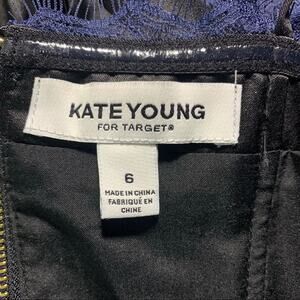 KATE YOUNG
FOR TARGET®
6
MADE IN CHINA
FABRIQUÉ EN
CHINE